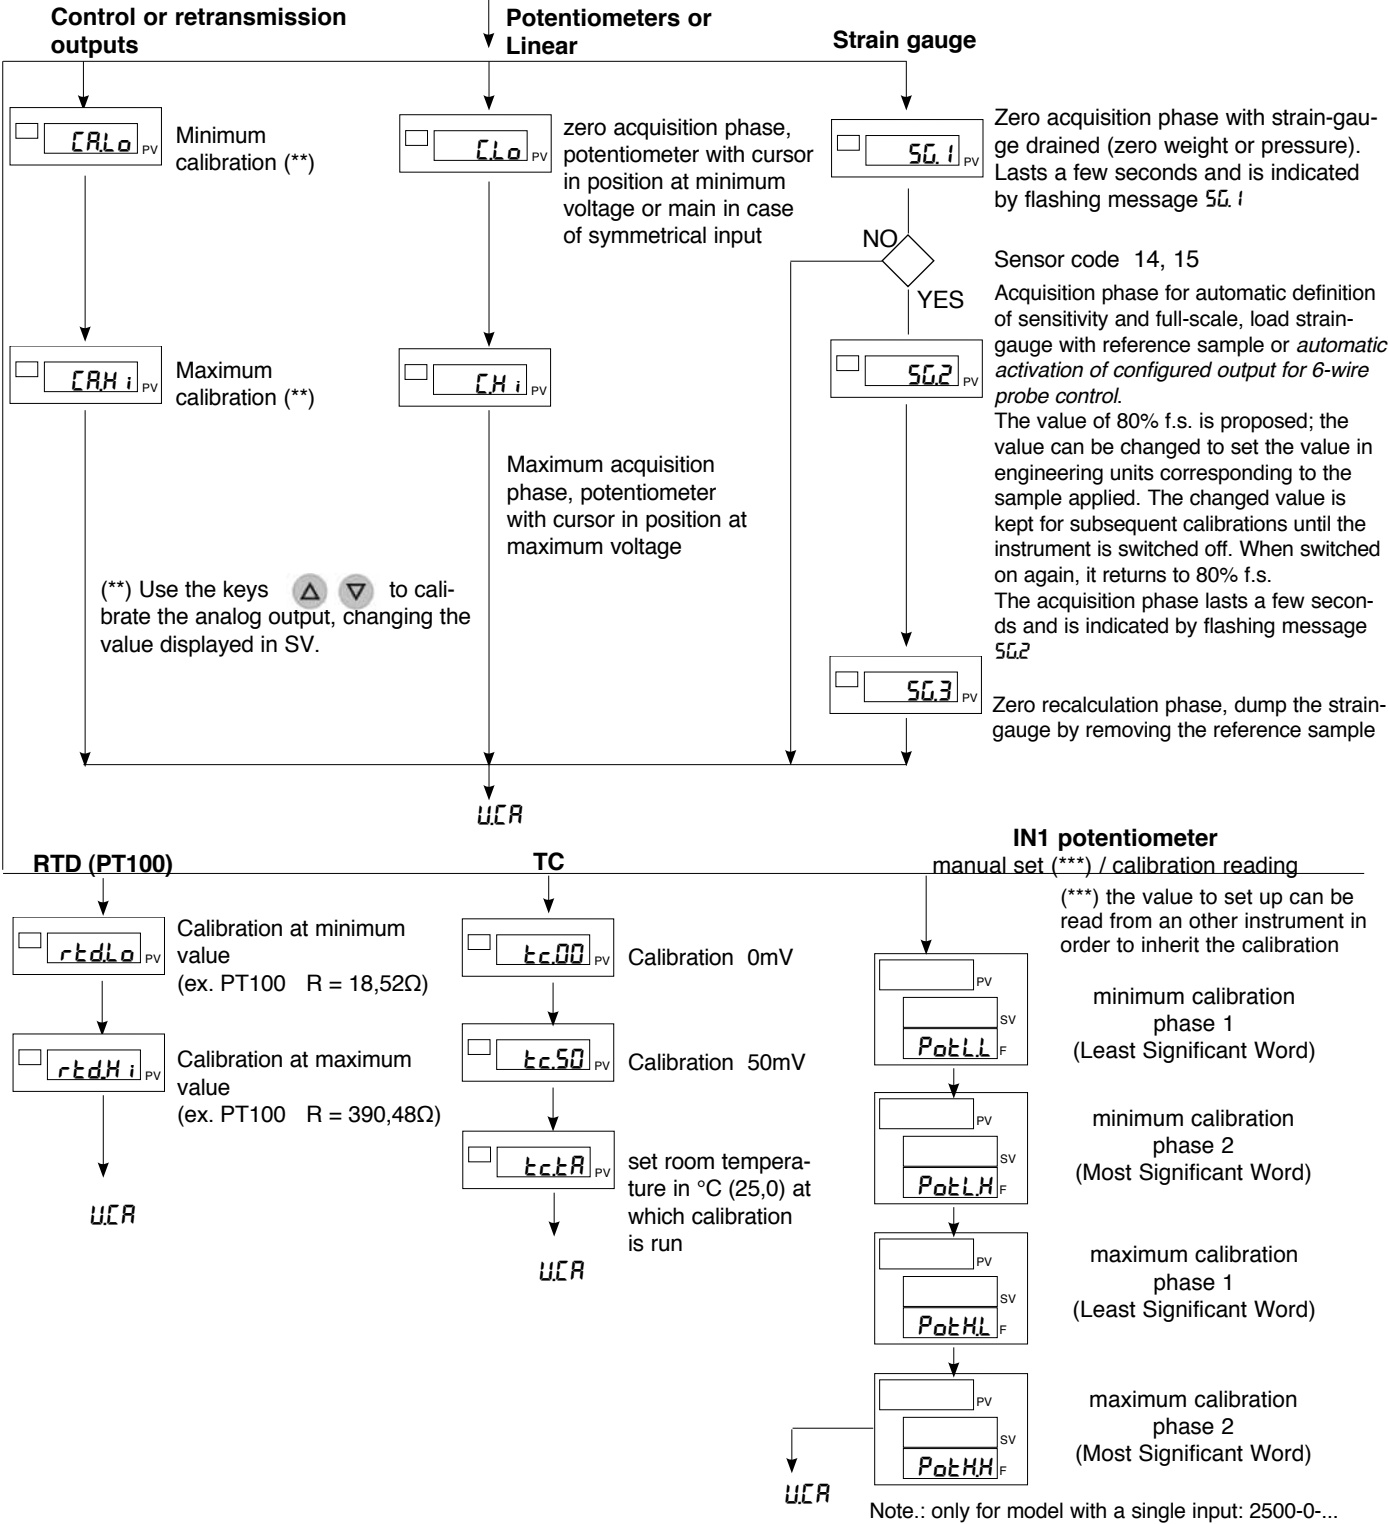 Control or retransmission
outputs
Potentiometers or
Linear
Strain gauge
CA.Lo PV
Minimum
calibration (**)
C.Lo PV
zero acquisition phase,
potentiometer with cursor
in position at minimum
voltage or main in case
of symmetrical input
SG.1 PV
Zero acquisition phase with strain-gau-
ge drained (zero weight or pressure).
Lasts a few seconds and is indicated
by flashing message SG.1
NO
YES
Sensor code 14, 15
Acquisition phase for automatic definition
of sensitivity and full-scale, load strain-
gauge with reference sample or automatic
activation of configured output for 6-wire
probe control.
The value of 80% f.s. is proposed; the
value can be changed to set the value in
engineering units corresponding to the
sample applied. The changed value is
kept for subsequent calibrations until the
instrument is switched off. When switched
on again, it returns to 80% f.s.
The acquisition phase lasts a few secon-
ds and is indicated by flashing message
SG.2
CA.Hi PV
Maximum
calibration (**)
C.Hi PV
SG.2 PV
Maximum acquisition
phase, potentiometer
with cursor in position at
maximum voltage
(**) Use the keys △ ▽ to cali-
brate the analog output, changing the
value displayed in SV.
SG.3 PV
Zero recalculation phase, dump the strain-
gauge by removing the reference sample
U.CA
RTD (PT100)
TC
IN1 potentiometer
manual set (***) / calibration reading
(***) the value to set up can be
read from an other instrument in
order to inherit the calibration
rtd.Lo PV
Calibration at minimum
value
(ex. PT100 R = 18,52Ω)
rtd.Hi PV
Calibration at maximum
value
(ex. PT100 R = 390,48Ω)
U.CA
tc.00 PV
Calibration 0mV
tc.50 PV
Calibration 50mV
tc.tA PV
set room tempera-
ture in °C (25,0) at
which calibration
is run
U.CA
PV
SV
PotL.L F
minimum calibration
phase 1
(Least Significant Word)
PV
SV
PotL.H F
minimum calibration
phase 2
(Most Significant Word)
PV
SV
PotH.L F
maximum calibration
phase 1
(Least Significant Word)
PV
SV
PotH.H F
maximum calibration
phase 2
(Most Significant Word)
U.CA
Note.: only for model with a single input: 2500-0-...